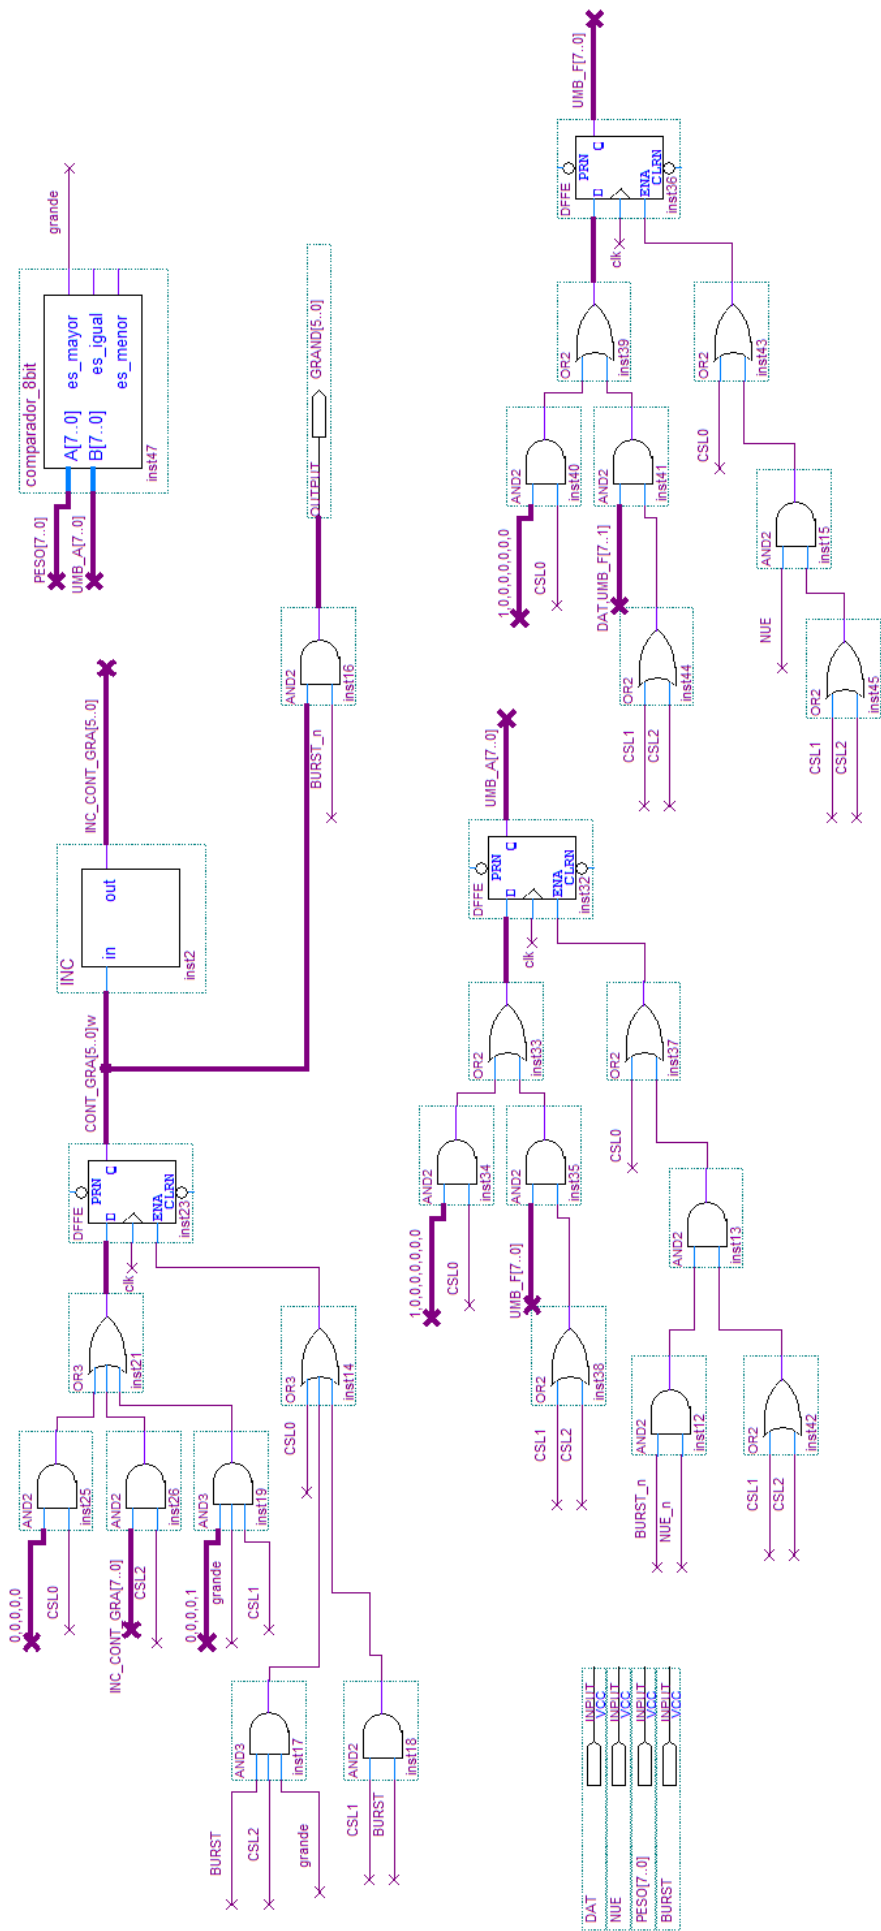 comparador_8bit
PESO[7..0]
UMB_A[7..0]
A[7..0]
B[7..0]
es_mayor
es_igual
es_menor
inst47
grande
0,0,0,0,0
CSL0
AND2
inst25
INC_CONT_GRA[7..0]
CSL2
AND2
inst26
0,0,0,0,1
grande
CSL1
AND3
inst19
OR3
inst21
DFFE
PRN
D
Q
ENA
CLRN
inst23
clk
CONT_GRA[5..0]w
INC
in
out
inst2
INC_CONT_GRA[5..0]
BURST
CSL2
grande
AND3
inst17
CSL1
BURST
AND2
inst18
CSL0
OR3
inst14
BURST_n
AND2
inst16
OUTPUT
GRAND[5..0]
1,0,0,0,0,0,0,0
CSL0
AND2
inst34
UMB_F[7..0]
AND2
inst35
CSL1
CSL2
OR2
inst38
OR2
inst33
DFFE
PRN
D
Q
ENA
CLRN
inst32
clk
UMB_A[7..0]
BURST_n
NUE_n
AND2
inst12
CSL1
CSL2
OR2
inst42
AND2
inst13
CSL0
OR2
inst37
1,0,0,0,0,0,0,0
CSL0
AND2
inst40
DAT,UMB_F[7..1]
AND2
inst41
CSL1
CSL2
OR2
inst44
OR2
inst39
DFFE
PRN
D
Q
ENA
CLRN
inst36
clk
UMB_F[7..0]
NUE
AND2
inst15
CSL1
CSL2
OR2
inst45
CSL0
OR2
inst43
DAT
INPUT
VCC
NUE
INPUT
VCC
PESO[7..0]
INPUT
VCC
BURST
INPUT
VCC